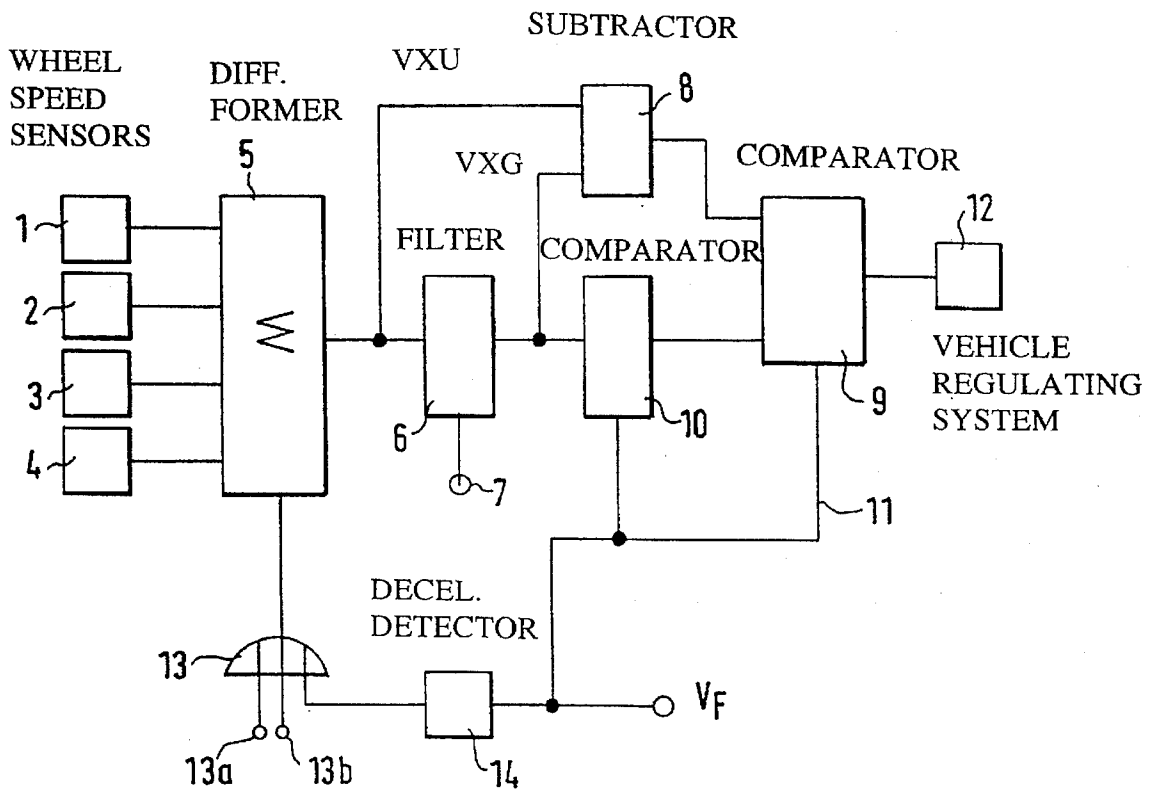 SUBTRACTOR
WHEEL
SPEED
SENSORS
DIFF.
FORMER
VXU
8
5
VXG
COMPARATOR
1
12
FILTER
COMPARATOR
2
VEHICLE
REGULATING
SYSTEM
3
9
6
10
4
7
11
DECEL.
DETECTOR
13
VF
13a
13b
14